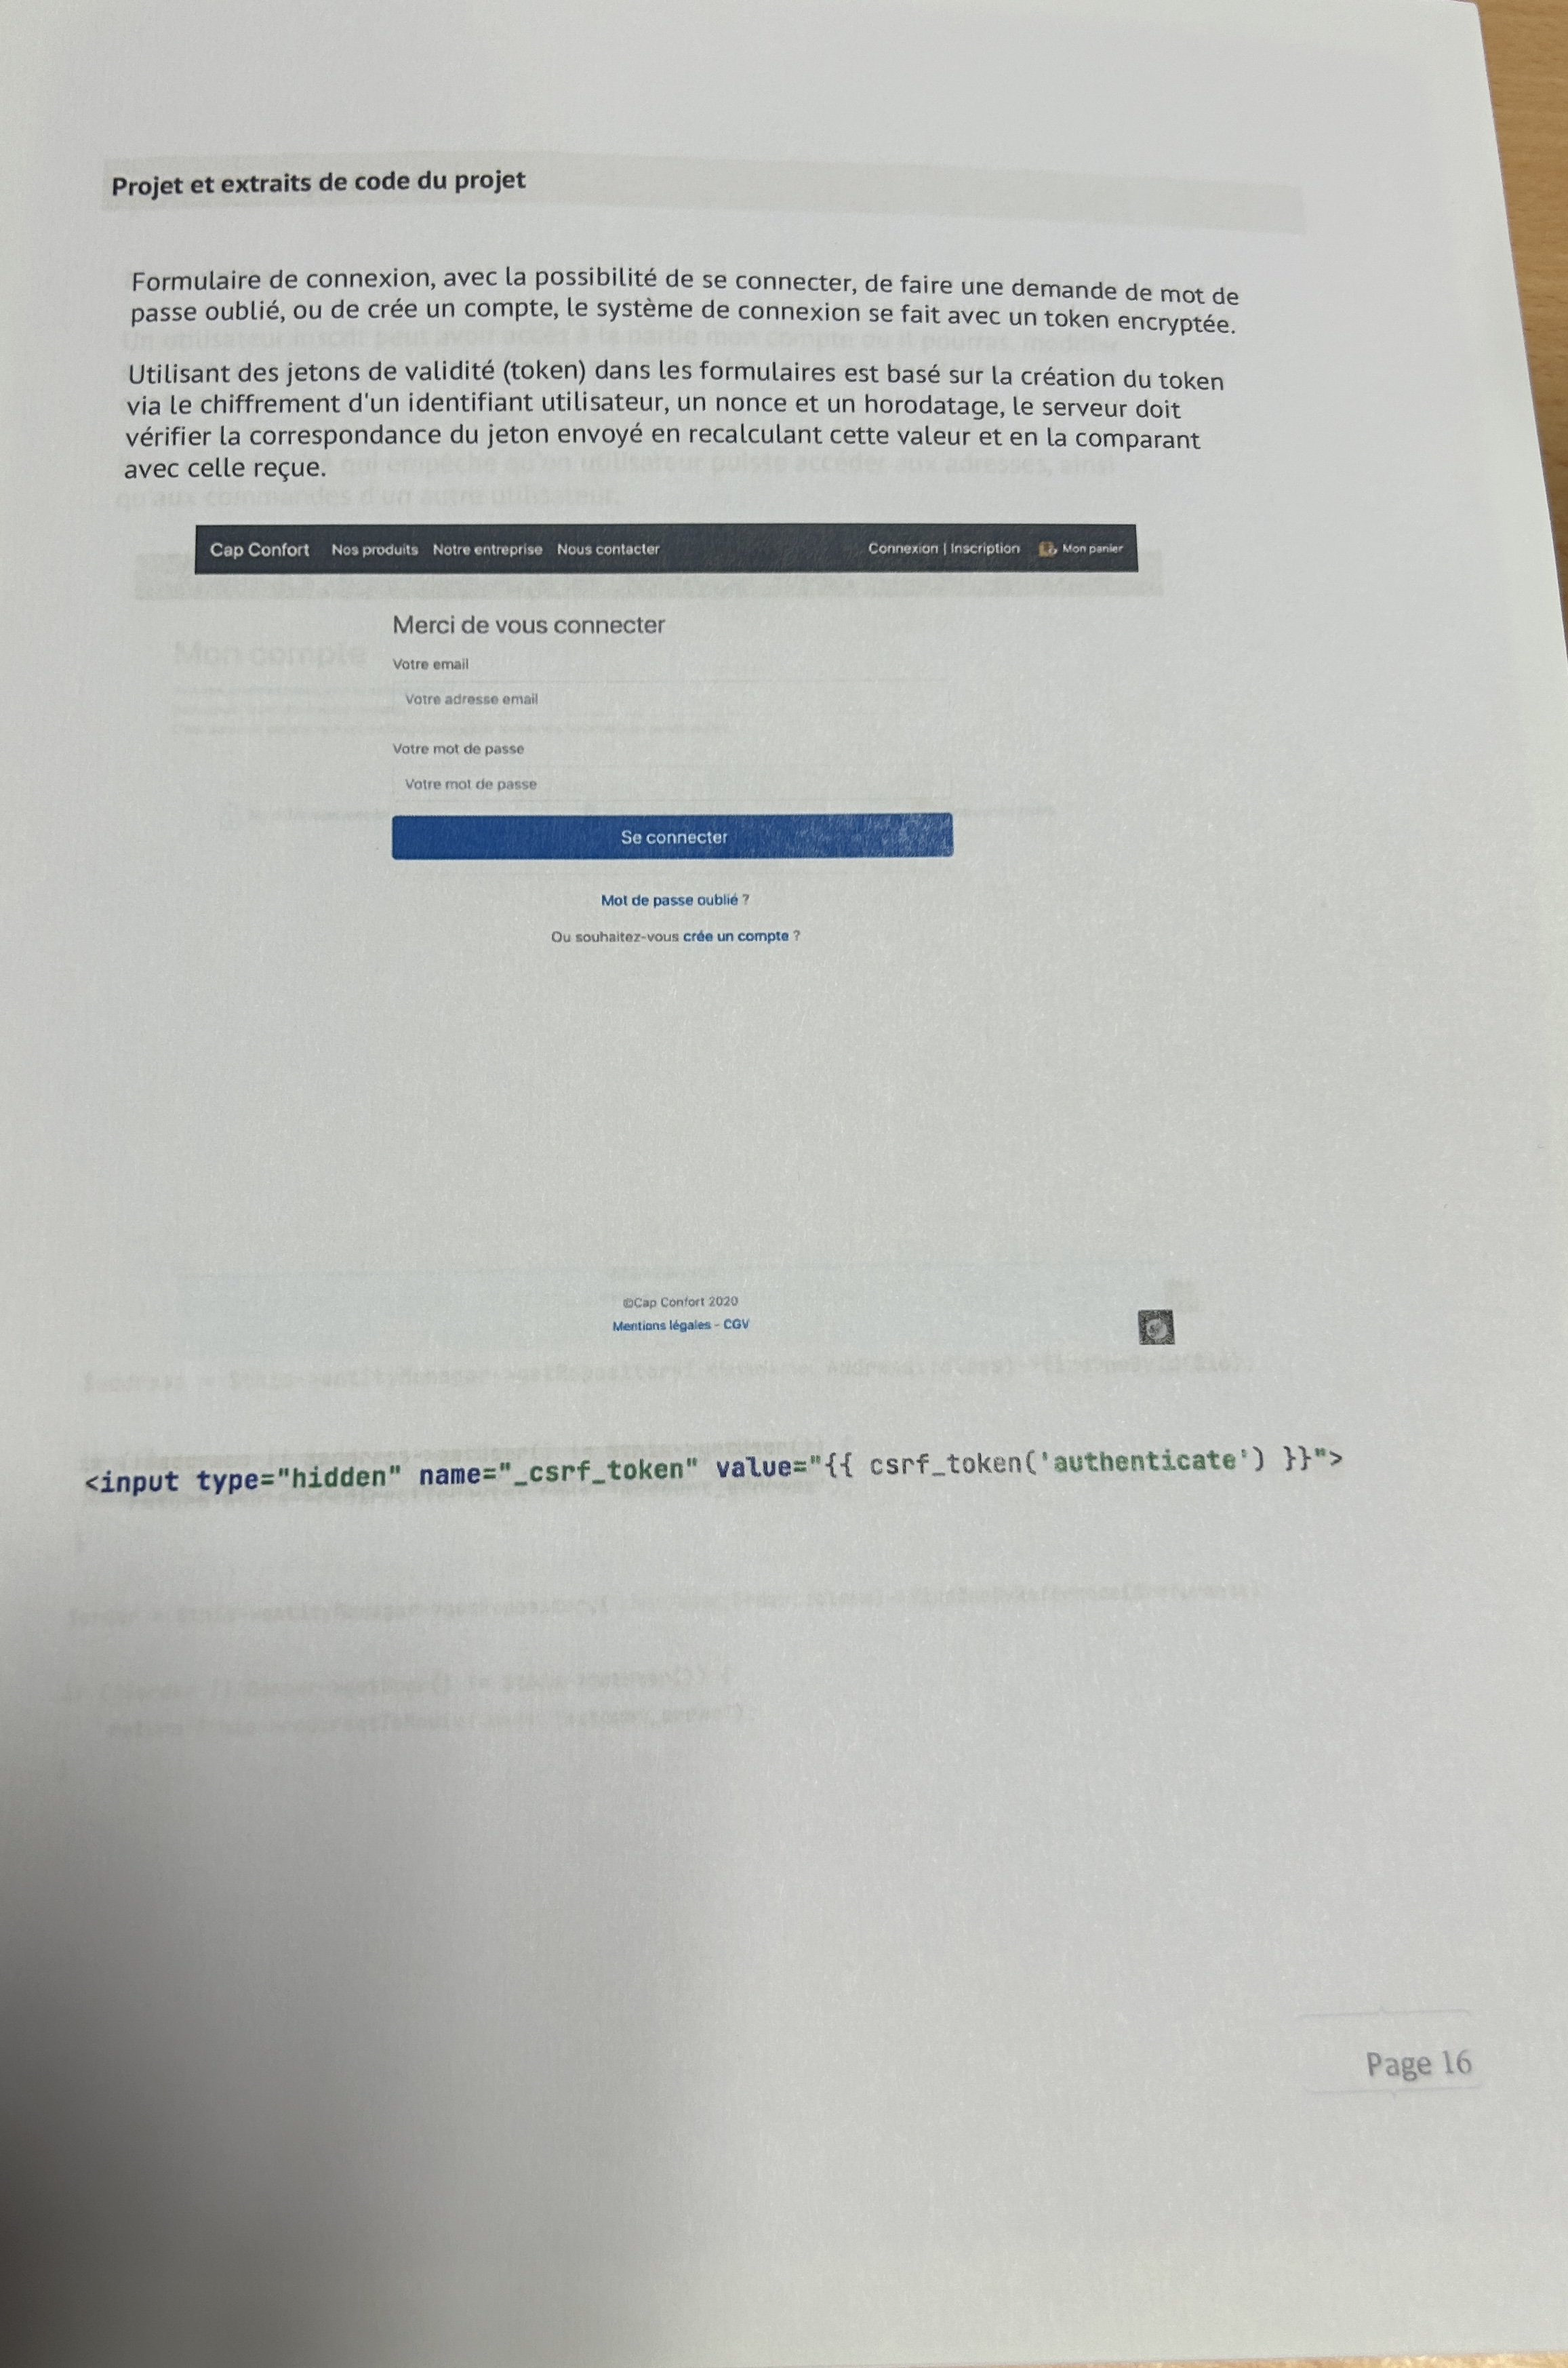 Projet et extraits de code du projet
Formulaire de connexion, avec la possibilité de se connecter, de faire une demande de mot de
passe oublié, ou de crée un compte, le système de connexion se fait avec un token encryptée.
Utilisant des jetons de validité (token) dans les formulaires est basé sur la création du token
via le chiffrement d'un identifiant utilisateur, un nonce et un horodatage, le serveur doit
vérifier la correspondance du jeton envoyé en recalculant cette valeur et en la comparant
avec celle reçue.
Cap Confort Nos produits Notre entreprise Nous contacter Connexion | Inscription Mon panier
Merci de vous connecter
Votre email
Votre adresse email
Votre mot de passe
Votre mot de passe
Se connecter
Mot de passe oublié ?
Ou souhaitez-vous crée un compte ?
©Cap Confort 2020
Mentions légales - CGV
<input type="hidden" name="_csrf_token" value="{{ csrf_token('authenticate') }}">
Page 16